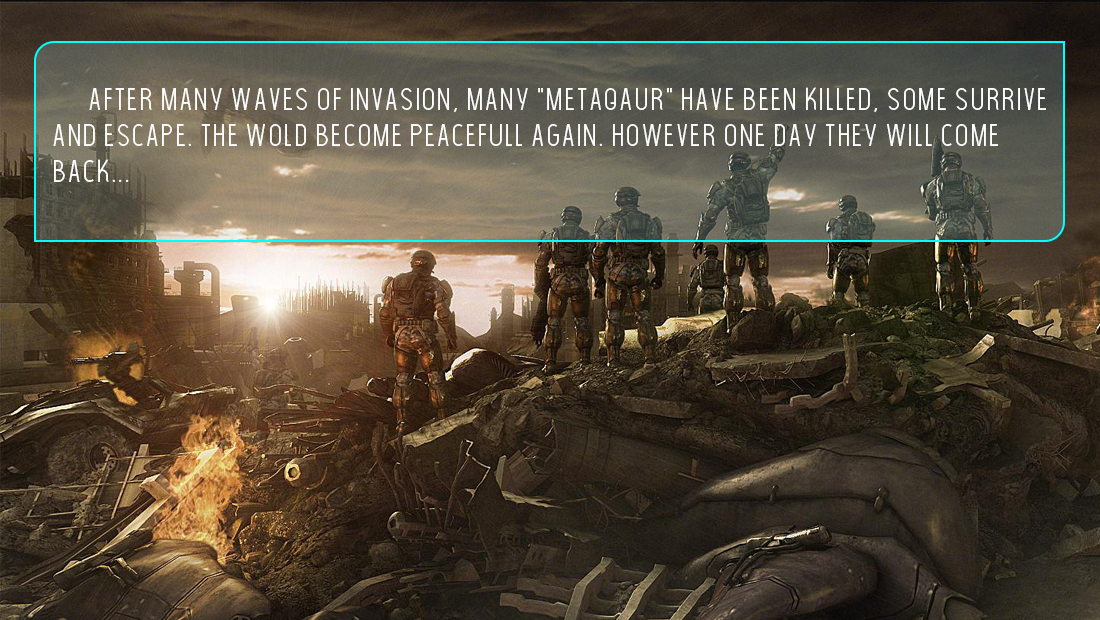 AFTER MANY WAVES OF INVASION, MANY "METAGAUR" HAVE BEEN KILLED, SOME SURRIVE
AND ESCAPE. THE WOLD BECOME PEACEFULL AGAIN. HOWEVER ONE DAY THEY WILL COME
BACK...